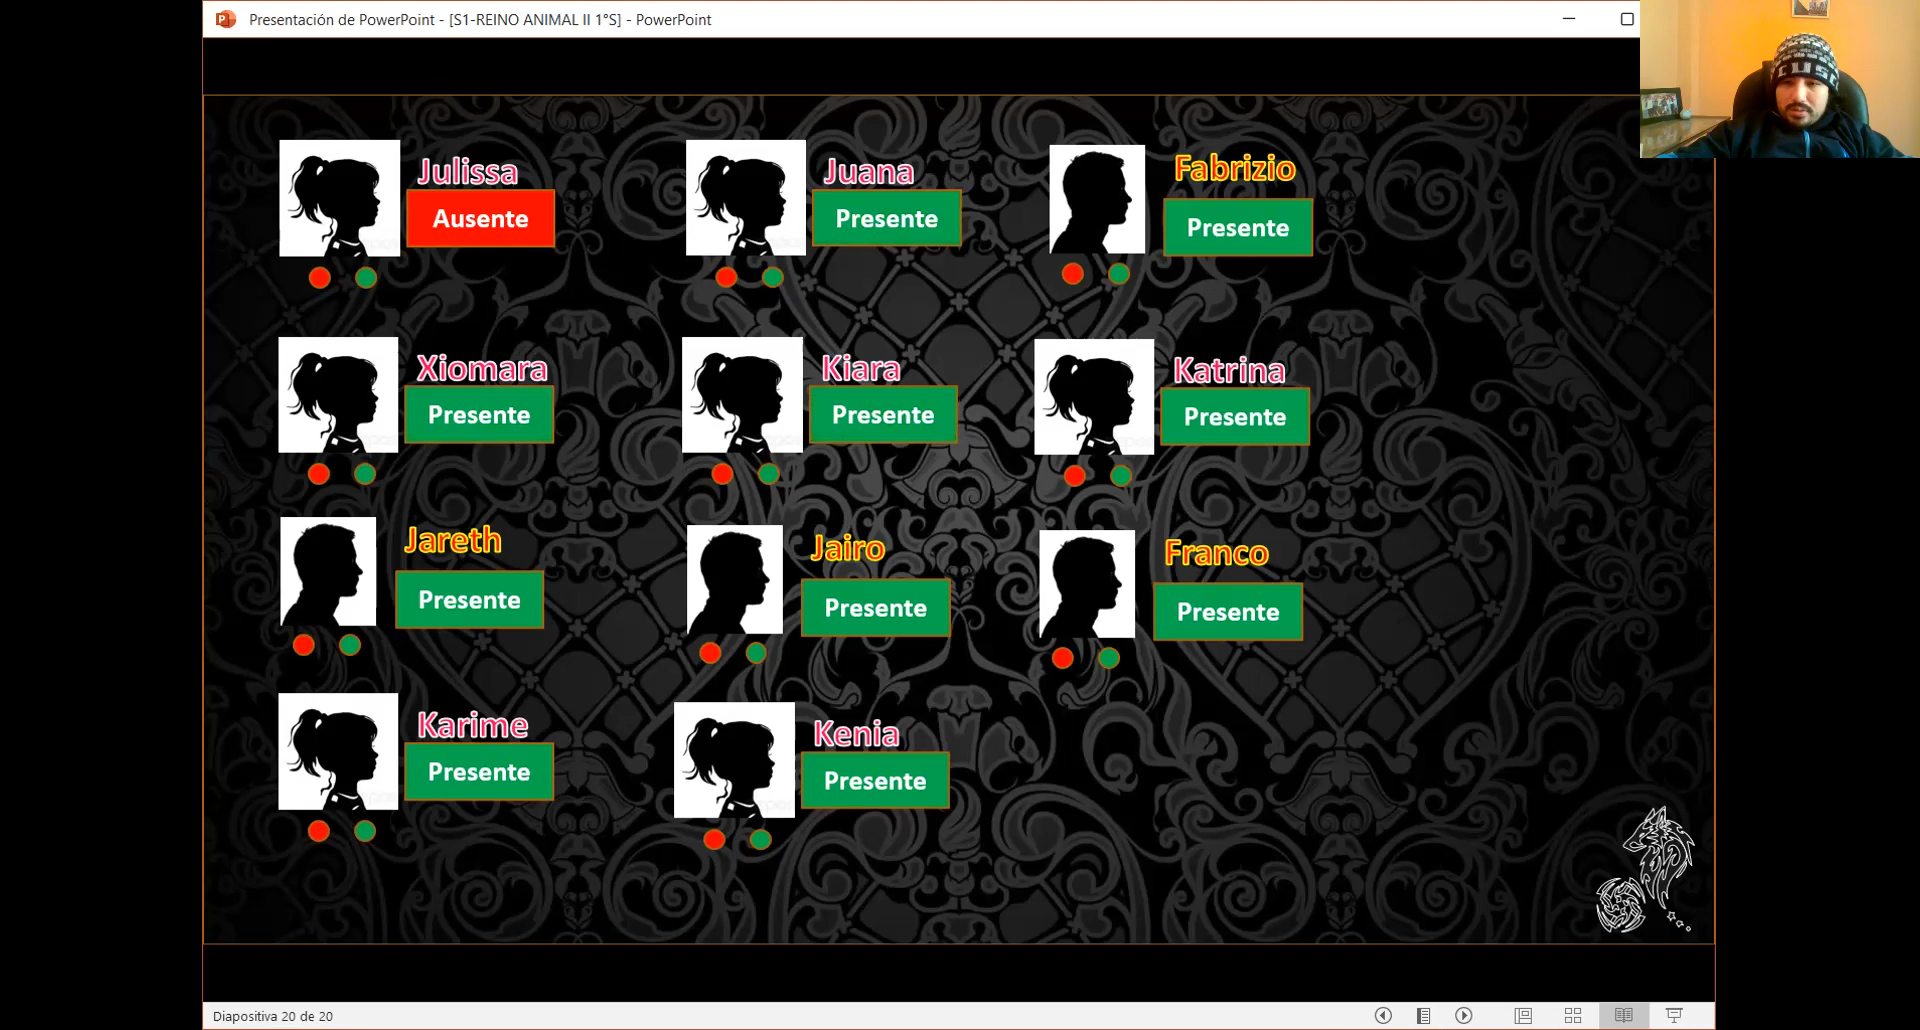 Presentación de PowerPoint - [S1-REINO ANIMAL II 1°S] - PowerPoint
Julissa
Ausente
Juana
Presente
Fabrizio
Presente
Xiomara
Presente
Kiara
Presente
Katrina
Presente
Jareth
Presente
Jairo
Presente
Franco
Presente
Karime
Presente
Kenia
Presente
Diapositiva 20 de 20